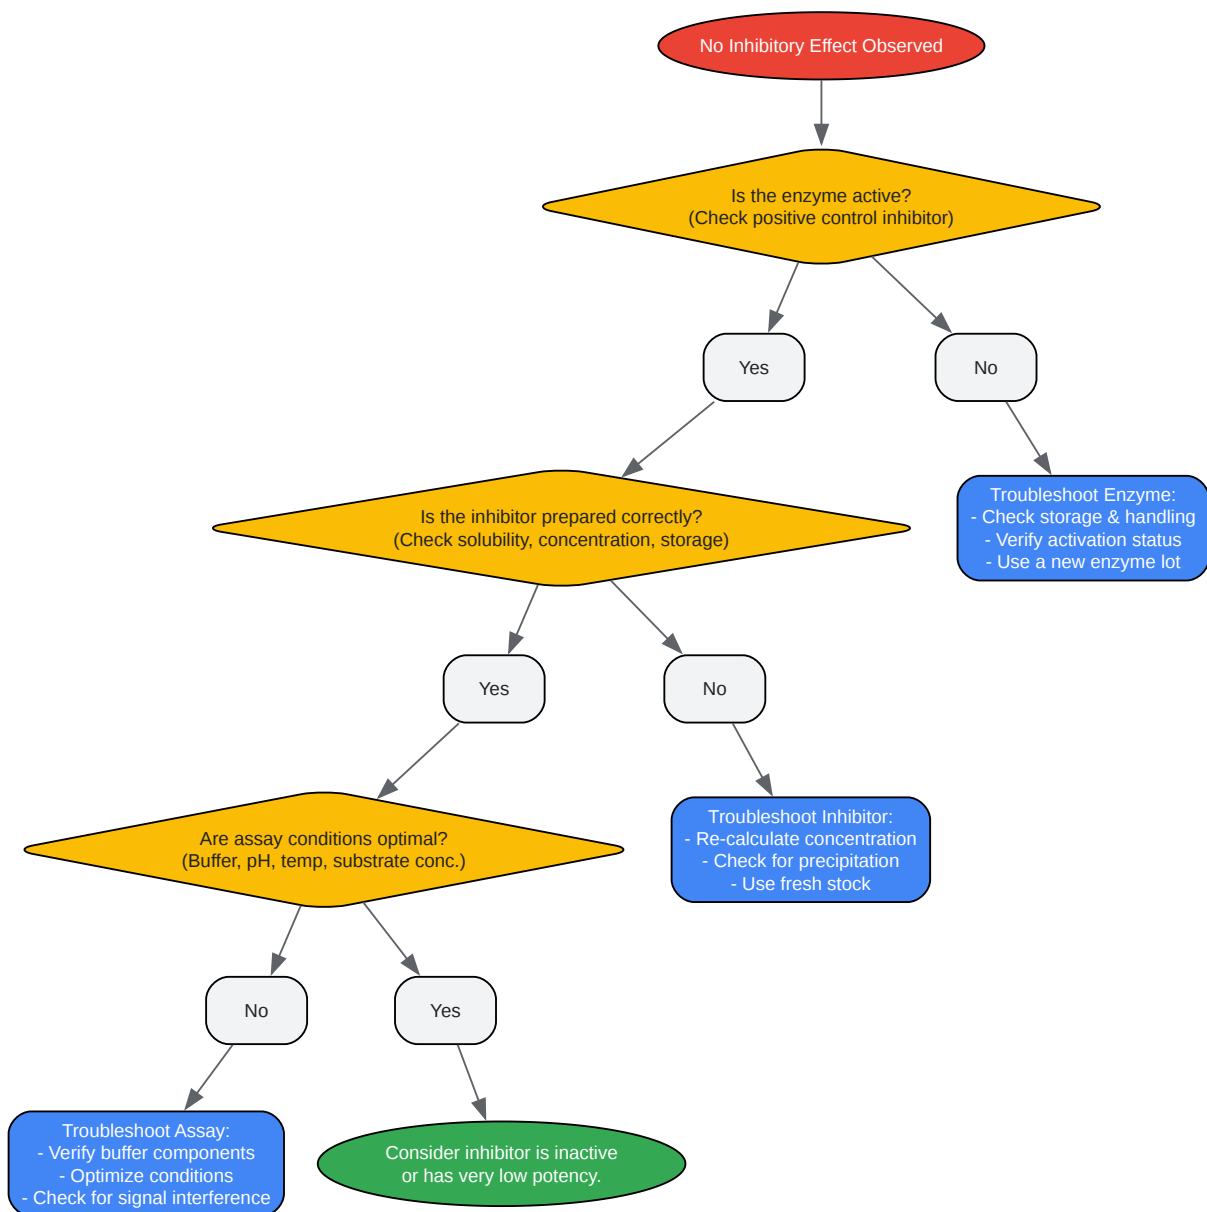 No Inhibitory Effect Observed
Is the enzyme active?
(Check positive control inhibitor)
Yes
No
Troubleshoot Enzyme:
- Check storage & handling
- Verify activation status
- Use a new enzyme lot
Is the inhibitor prepared correctly?
(Check solubility, concentration, storage)
Yes
No
Troubleshoot Inhibitor:
- Re-calculate concentration
- Check for precipitation
- Use fresh stock
Are assay conditions optimal?
(Buffer, pH, temp, substrate conc.)
No
Yes
Troubleshoot Assay:
- Verify buffer components
- Optimize conditions
- Check for signal interference
Consider inhibitor is inactive
or has very low potency.